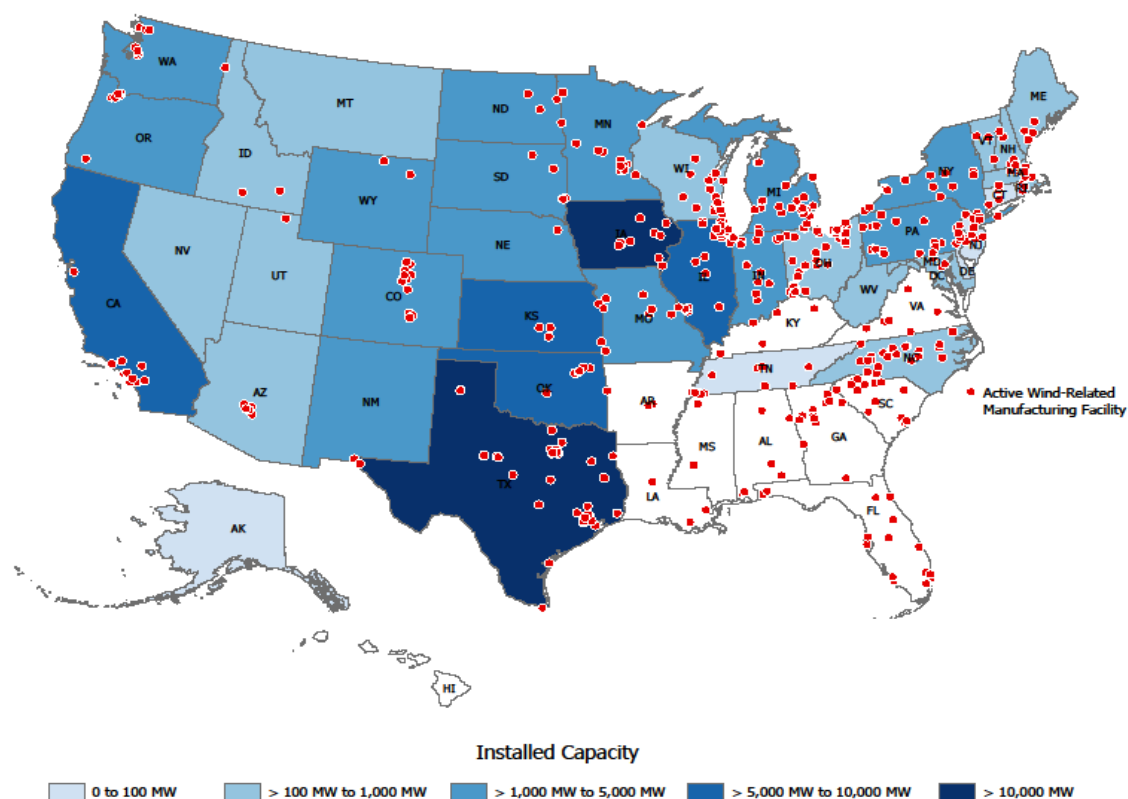 WA
MT
ND
MN
ME
OR
ID
WY
SD
WI
MI
NY
VT
NH
MA
CT
RI
NV
UT
CO
NE
IA
IL
IN
OH
PA
NJ
MD
DE
DC
WV
VA
CA
AZ
NM
KS
MO
KY
OK
AR
TN
NC
SC
TX
LA
MS
AL
GA
FL
AK
HI
Active Wind-Related
Manufacturing Facility
Installed Capacity
0 to 100 MW
> 100 MW to 1,000 MW
> 1,000 MW to 5,000 MW
> 5,000 MW to 10,000 MW
> 10,000 MW